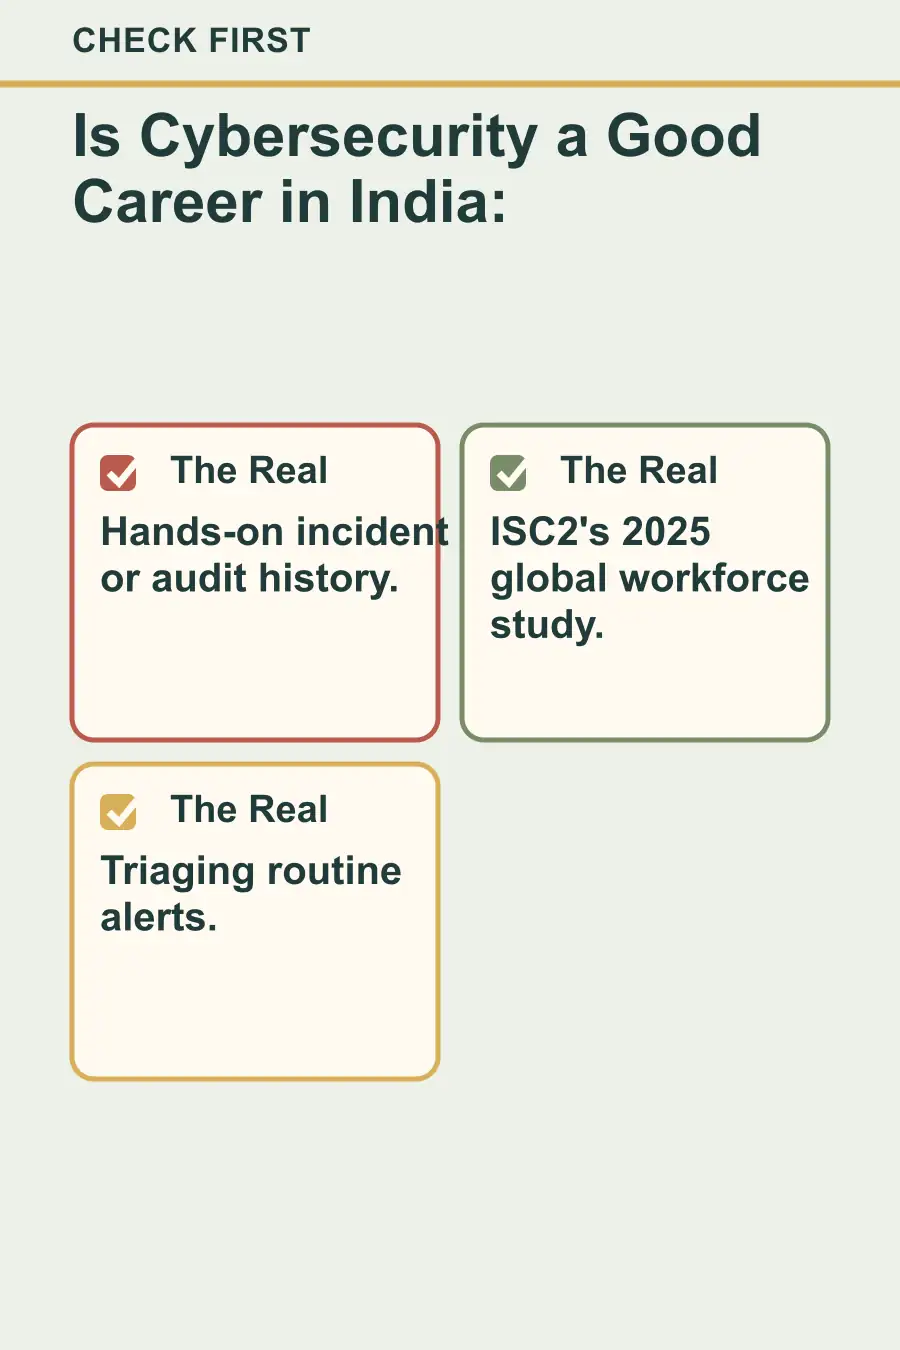 CHECK FIRST
Is Cybersecurity a Good
Career in India:
The Real
Hands-on incident
or audit history.
The Real
ISC2's 2025
global workforce
study.
The Real
Triaging routine
alerts.